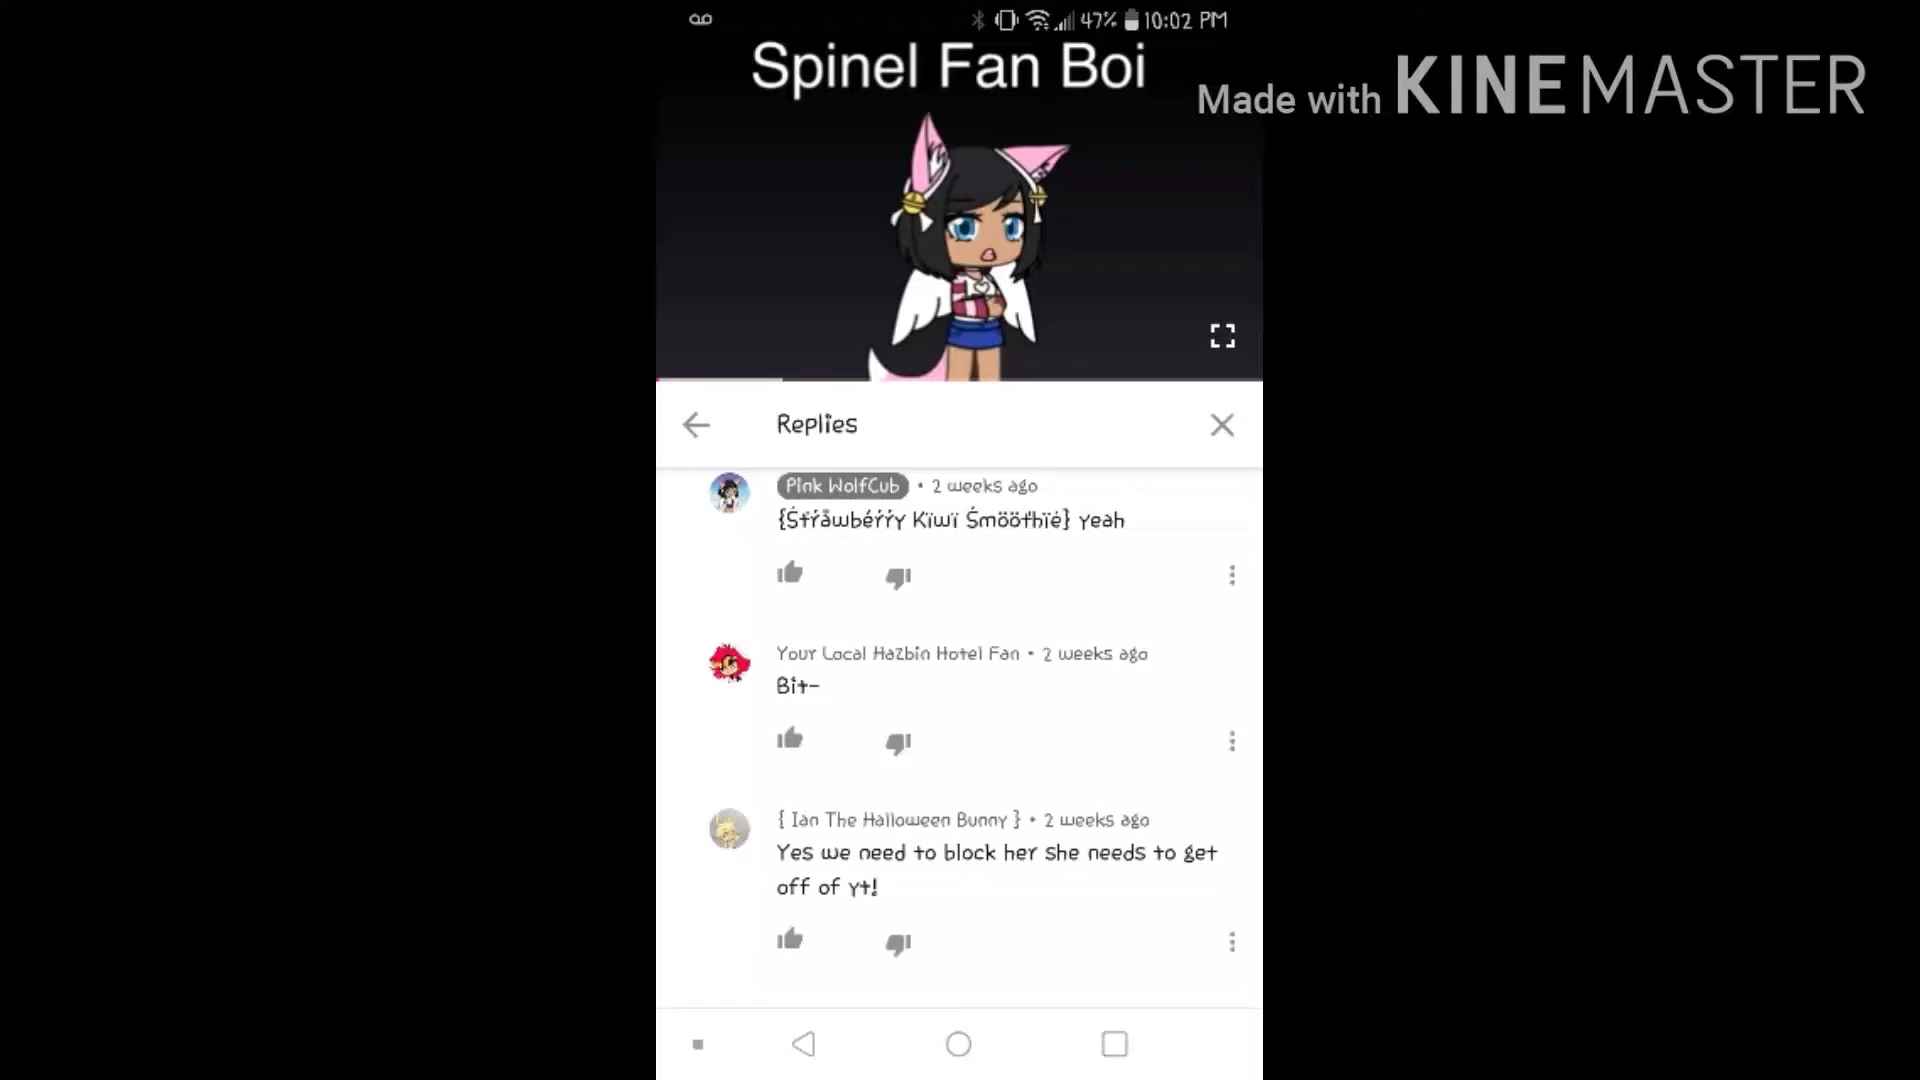 47% 10:02 PM
Spinel Fan Boi
Made with KINEMASTER
Replies
Pink WolfCub • 2 weeks ago
{Śťŕåwbéŕŕy Kïwï Śmööťhïė} yeah
Your Local Hazbin Hotel Fan • 2 weeks ago
Bit-
{ Ian The Halloween Bunny } • 2 weeks ago
Yes we need to block her she needs to get
off of yt!